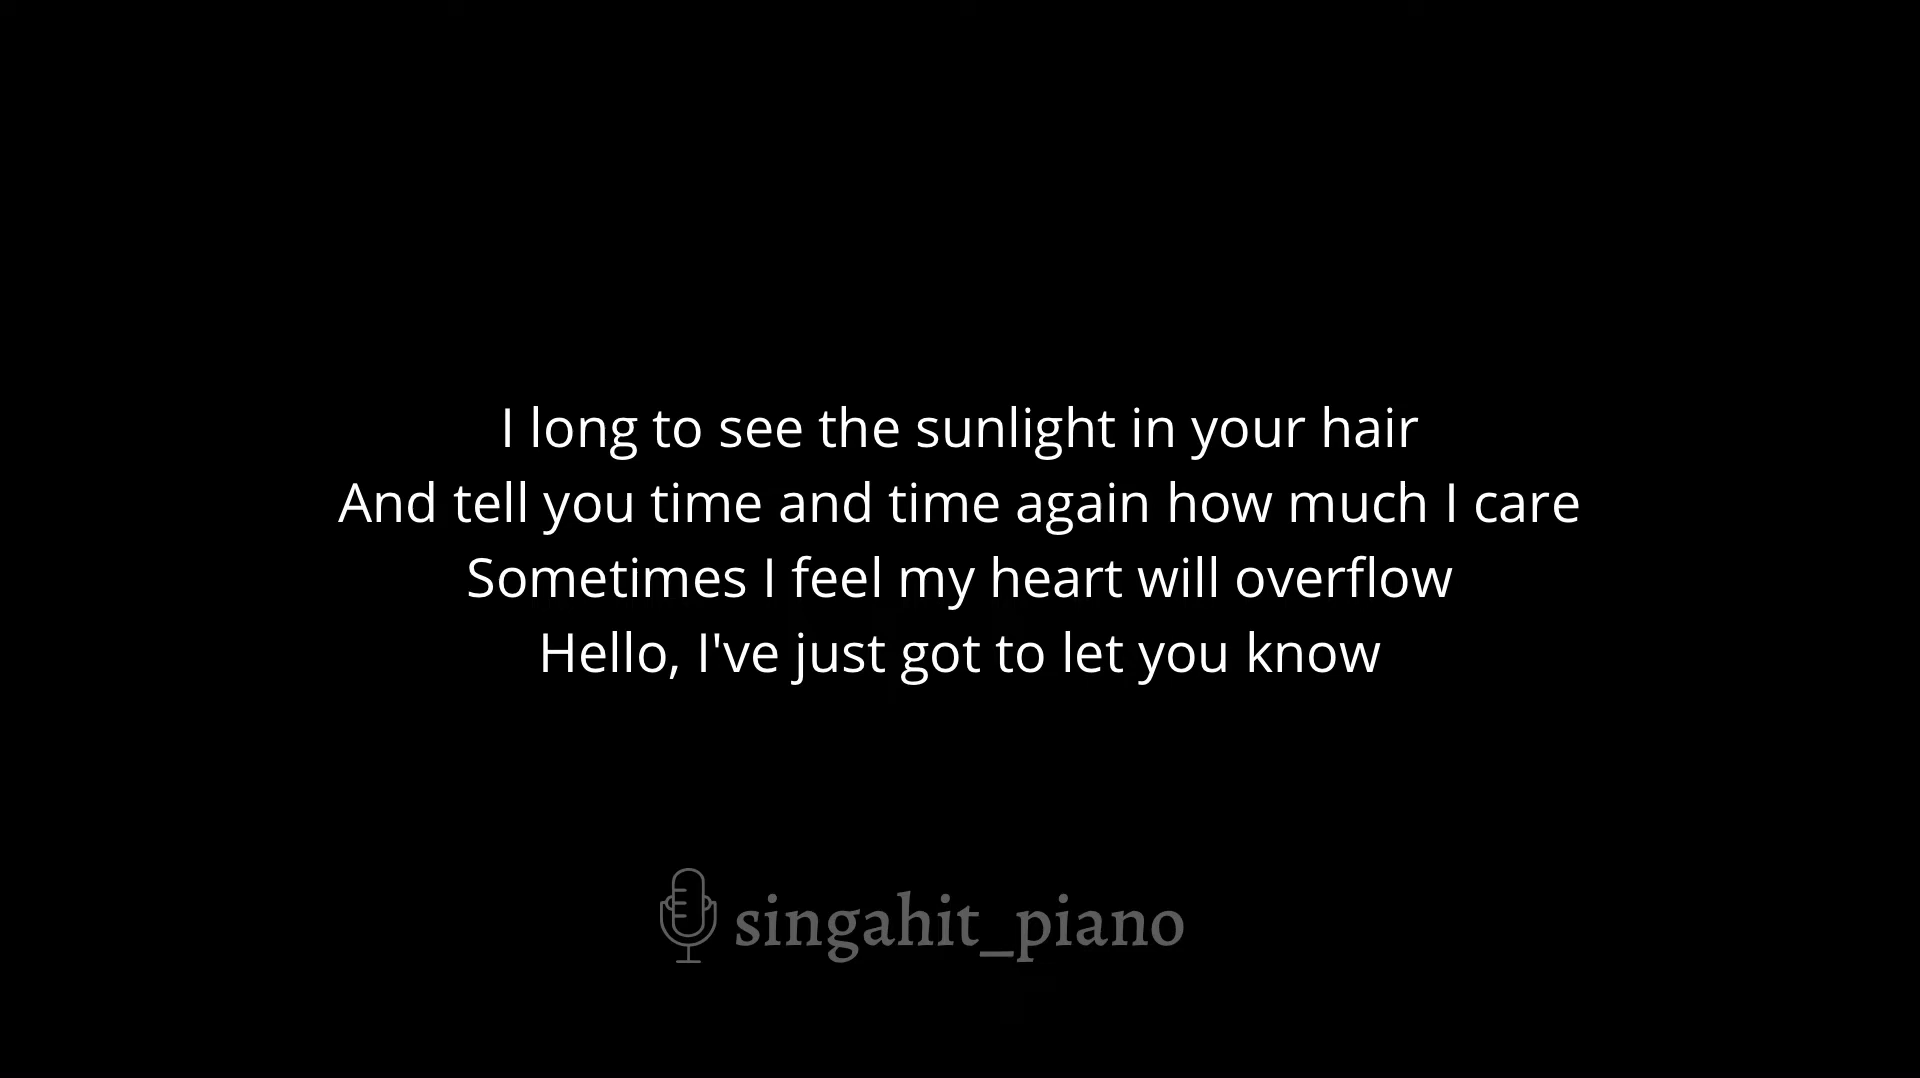 I long to see the sunlight in your hair
And tell you time and time again how much I care
Sometimes I feel my heart will overflow
Hello, I've just got to let you know
singahit_piano